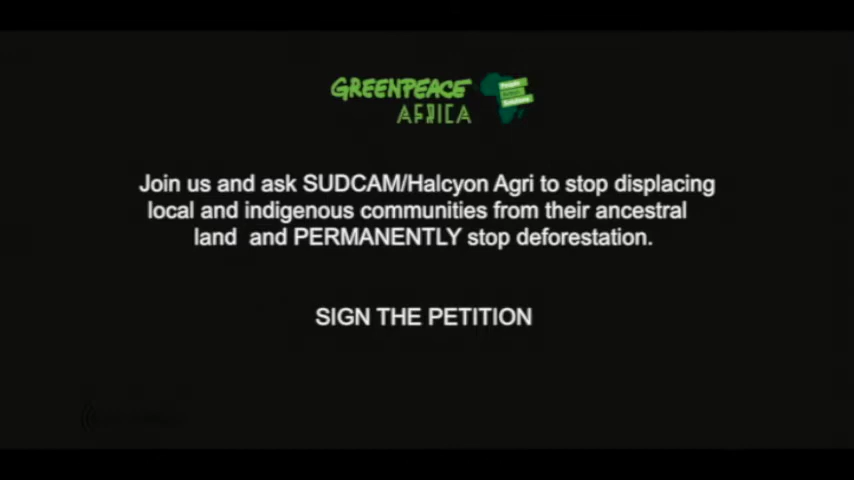 GREENPEACE
AFRICA
Join us and ask SUDCAM/Halcyon Agri to stop displacing
local and indigenous communities from their ancestral
land and PERMANENTLY stop deforestation.
SIGN THE PETITION